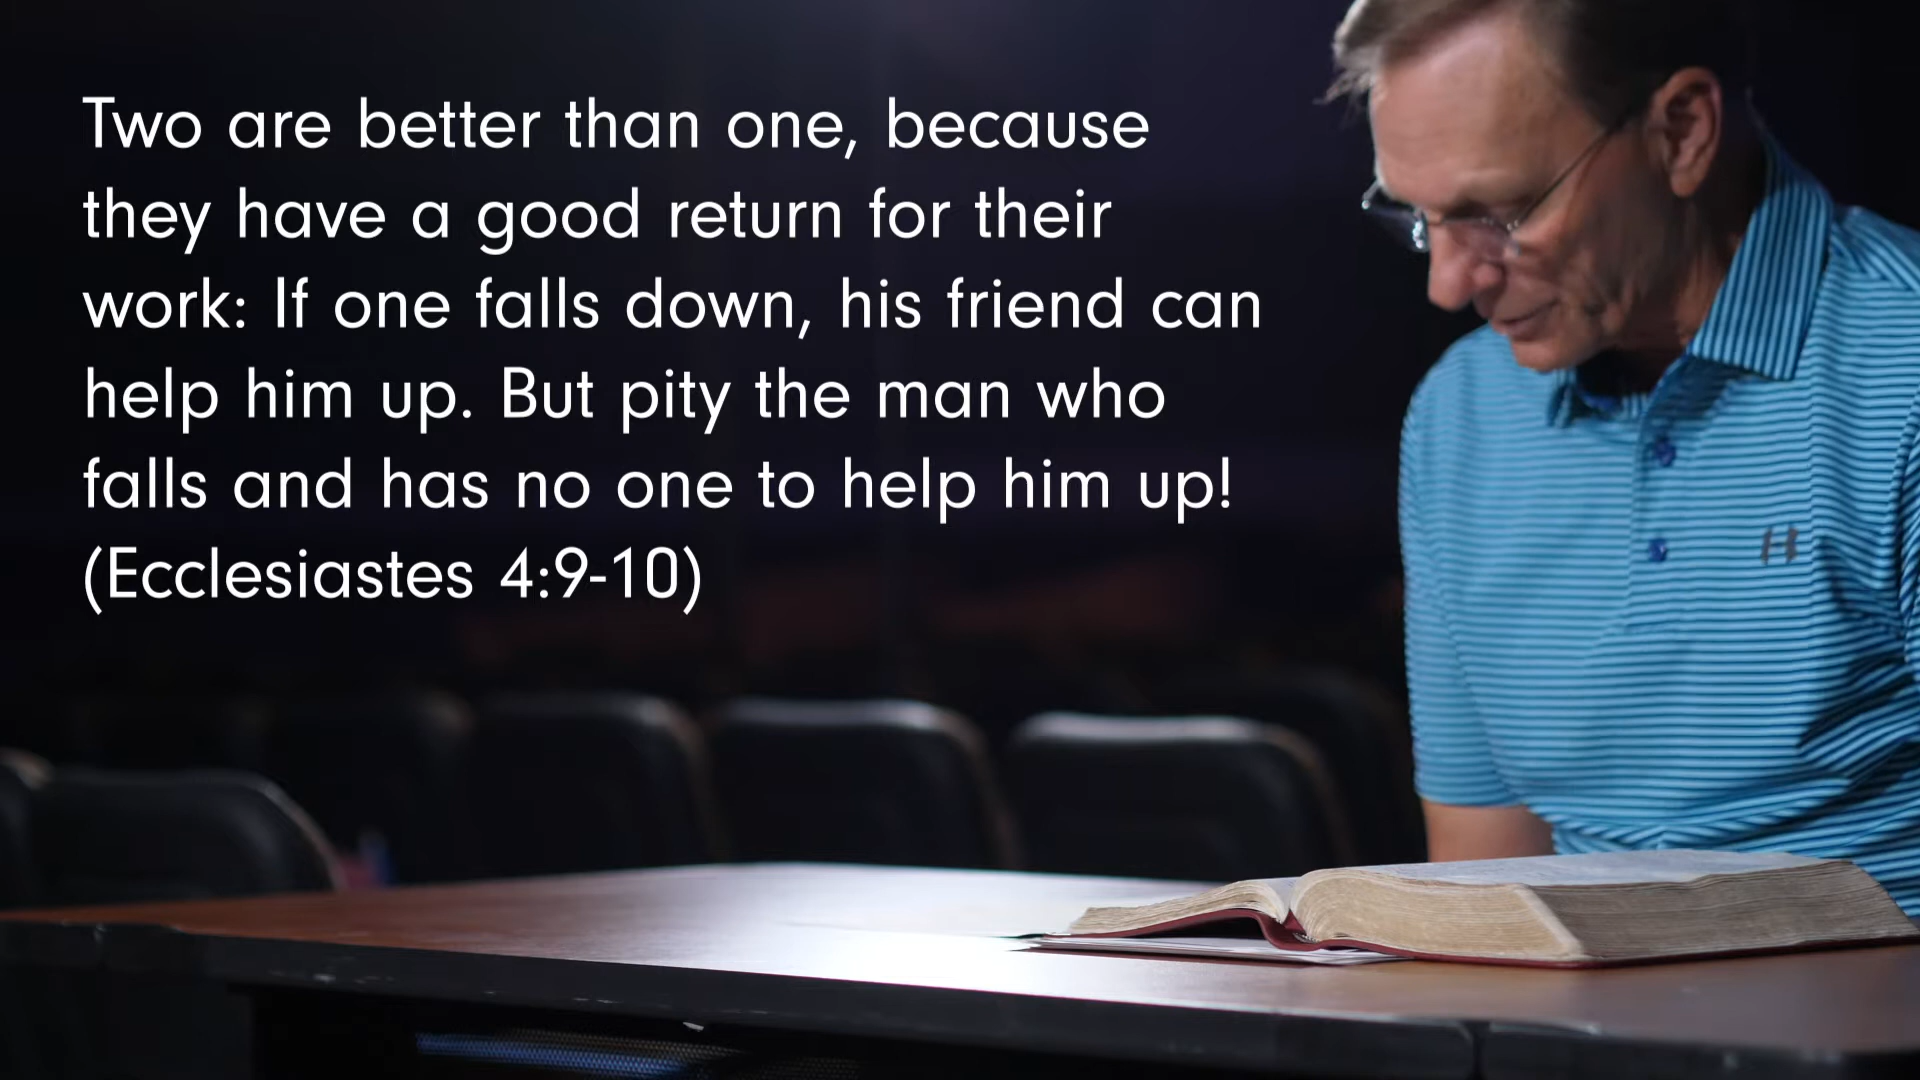 Two are better than one, because
they have a good return for their
work: If one falls down, his friend can
help him up. But pity the man who
falls and has no one to help him up!
(Ecclesiastes 4:9-10)